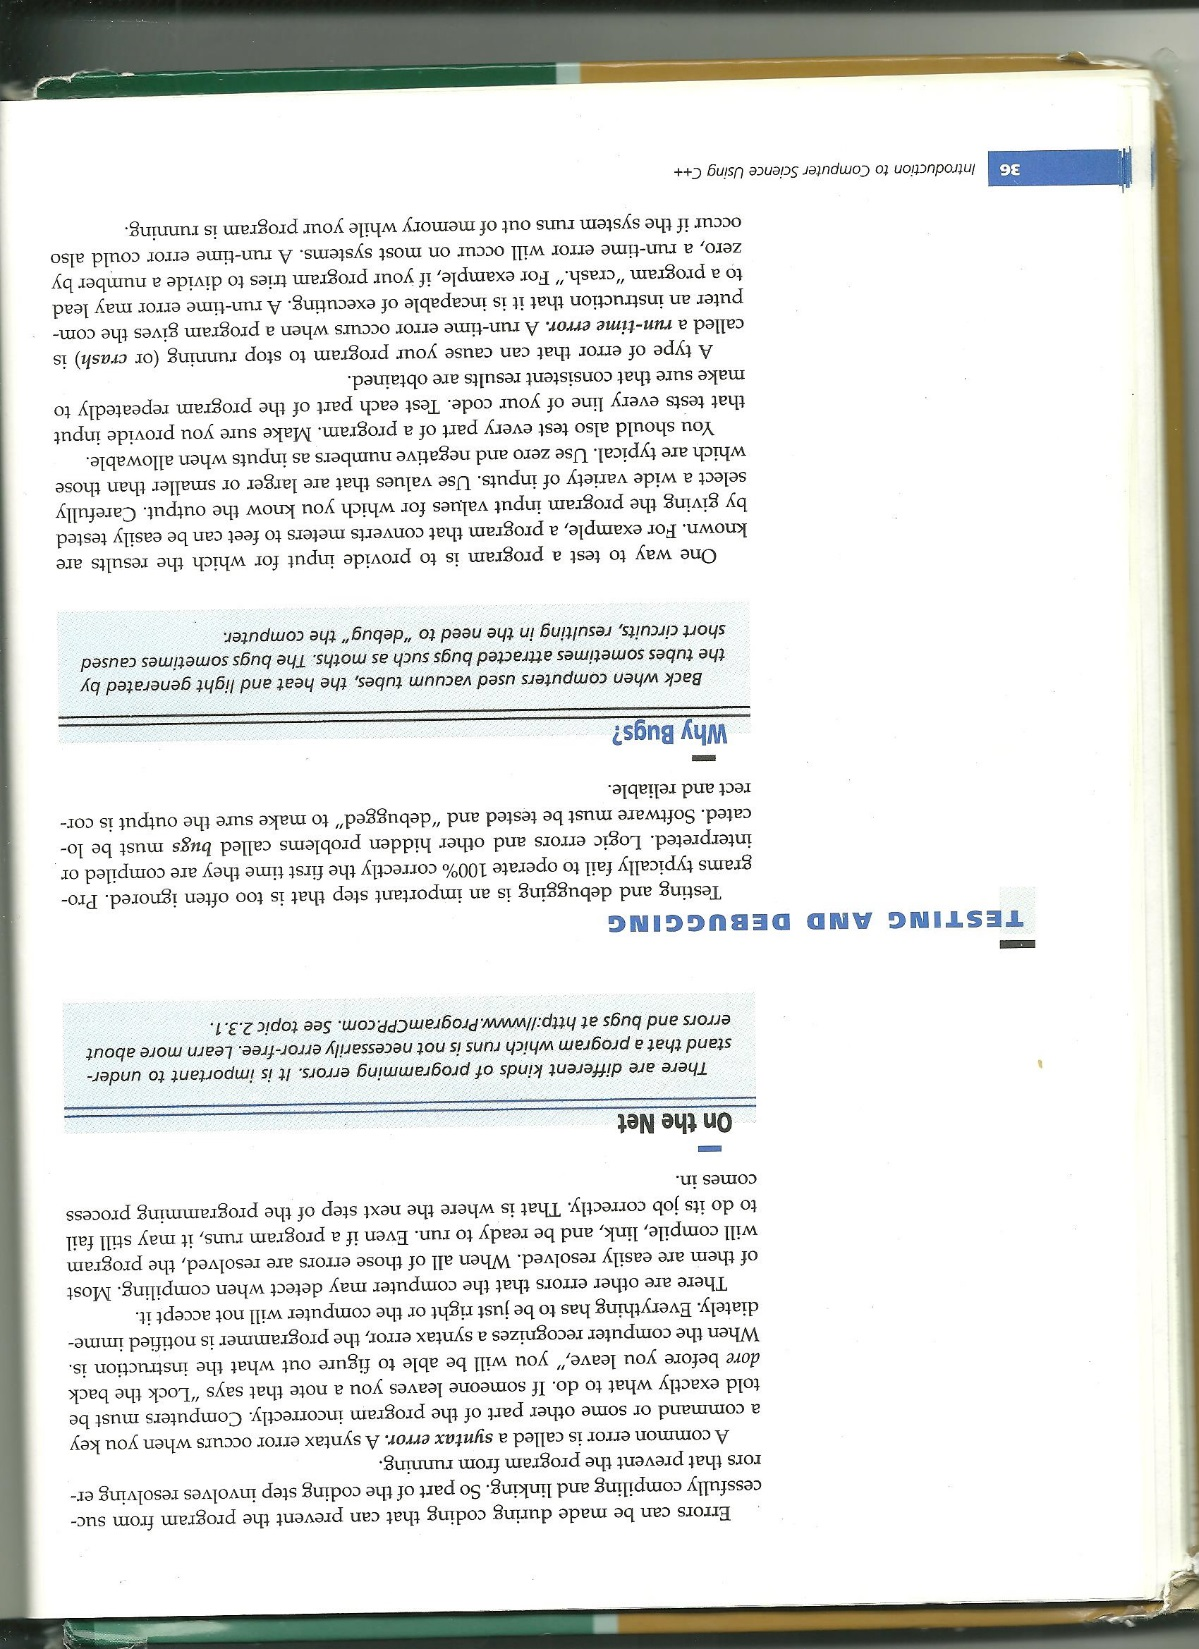 Errors can be made during coding that can prevent the program from suc-
cessfully compiling and linking. So part of the coding step involves resolving er-
rors that prevent the program from running.
A common error is called a syntax error. A syntax error occurs when you key
a command or some other part of the program incorrectly. Computers must be
told exactly what to do. If someone leaves you a note that says "Lock the back
dore before you leave," you will be able to figure out what the instruction is.
When the computer recognizes a syntax error, the programmer is notified imme-
diately. Everything has to be just right or the computer will not accept it.
There are other errors that the computer may detect when compiling. Most
of them are easily resolved. When all of those errors are resolved, the program
will compile, link, and be ready to run. Even if a program runs, it may still fail
to do its job correctly. That is where the next step of the programming process
comes in.
On the Net
There are different kinds of programming errors. It is important to under-
stand that a program which runs is not necessarily error-free. Learn more about
errors and bugs at http://www.ProgramCPP.com. See topic 2.3.1.
TESTING AND DEBUGGING
Testing and debugging is an important step that is too often ignored. Pro-
grams typically fail to operate 100% correctly the first time they are compiled or
interpreted. Logic errors and other hidden problems called bugs must be lo-
cated. Software must be tested and "debugged" to make sure the output is cor-
rect and reliable.
Why Bugs?
Back when computers used vacuum tubes, the heat and light generated by
the tubes sometimes attracted bugs such as moths. The bugs sometimes caused
short circuits, resulting in the need to "debug" the computer.
One way to test a program is to provide input for which the results are
known. For example, a program that converts meters to feet can be easily tested
by giving the program input values for which you know the output. Carefully
select a wide variety of inputs. Use values that are larger or smaller than those
which are typical. Use zero and negative numbers as inputs when allowable.
You should also test every part of a program. Make sure you provide input
that tests every line of your code. Test each part of the program repeatedly to
make sure that consistent results are obtained.
A type of error that can cause your program to stop running (or crash) is
called a run-time error. A run-time error occurs when a program gives the com-
puter an instruction that it is incapable of executing. A run-time error may lead
to a program "crash." For example, if your program tries to divide a number by
zero, a run-time error will occur on most systems. A run-time error could also
occur if the system runs out of memory while your program is running.
36 Introduction to Computer Science Using C++